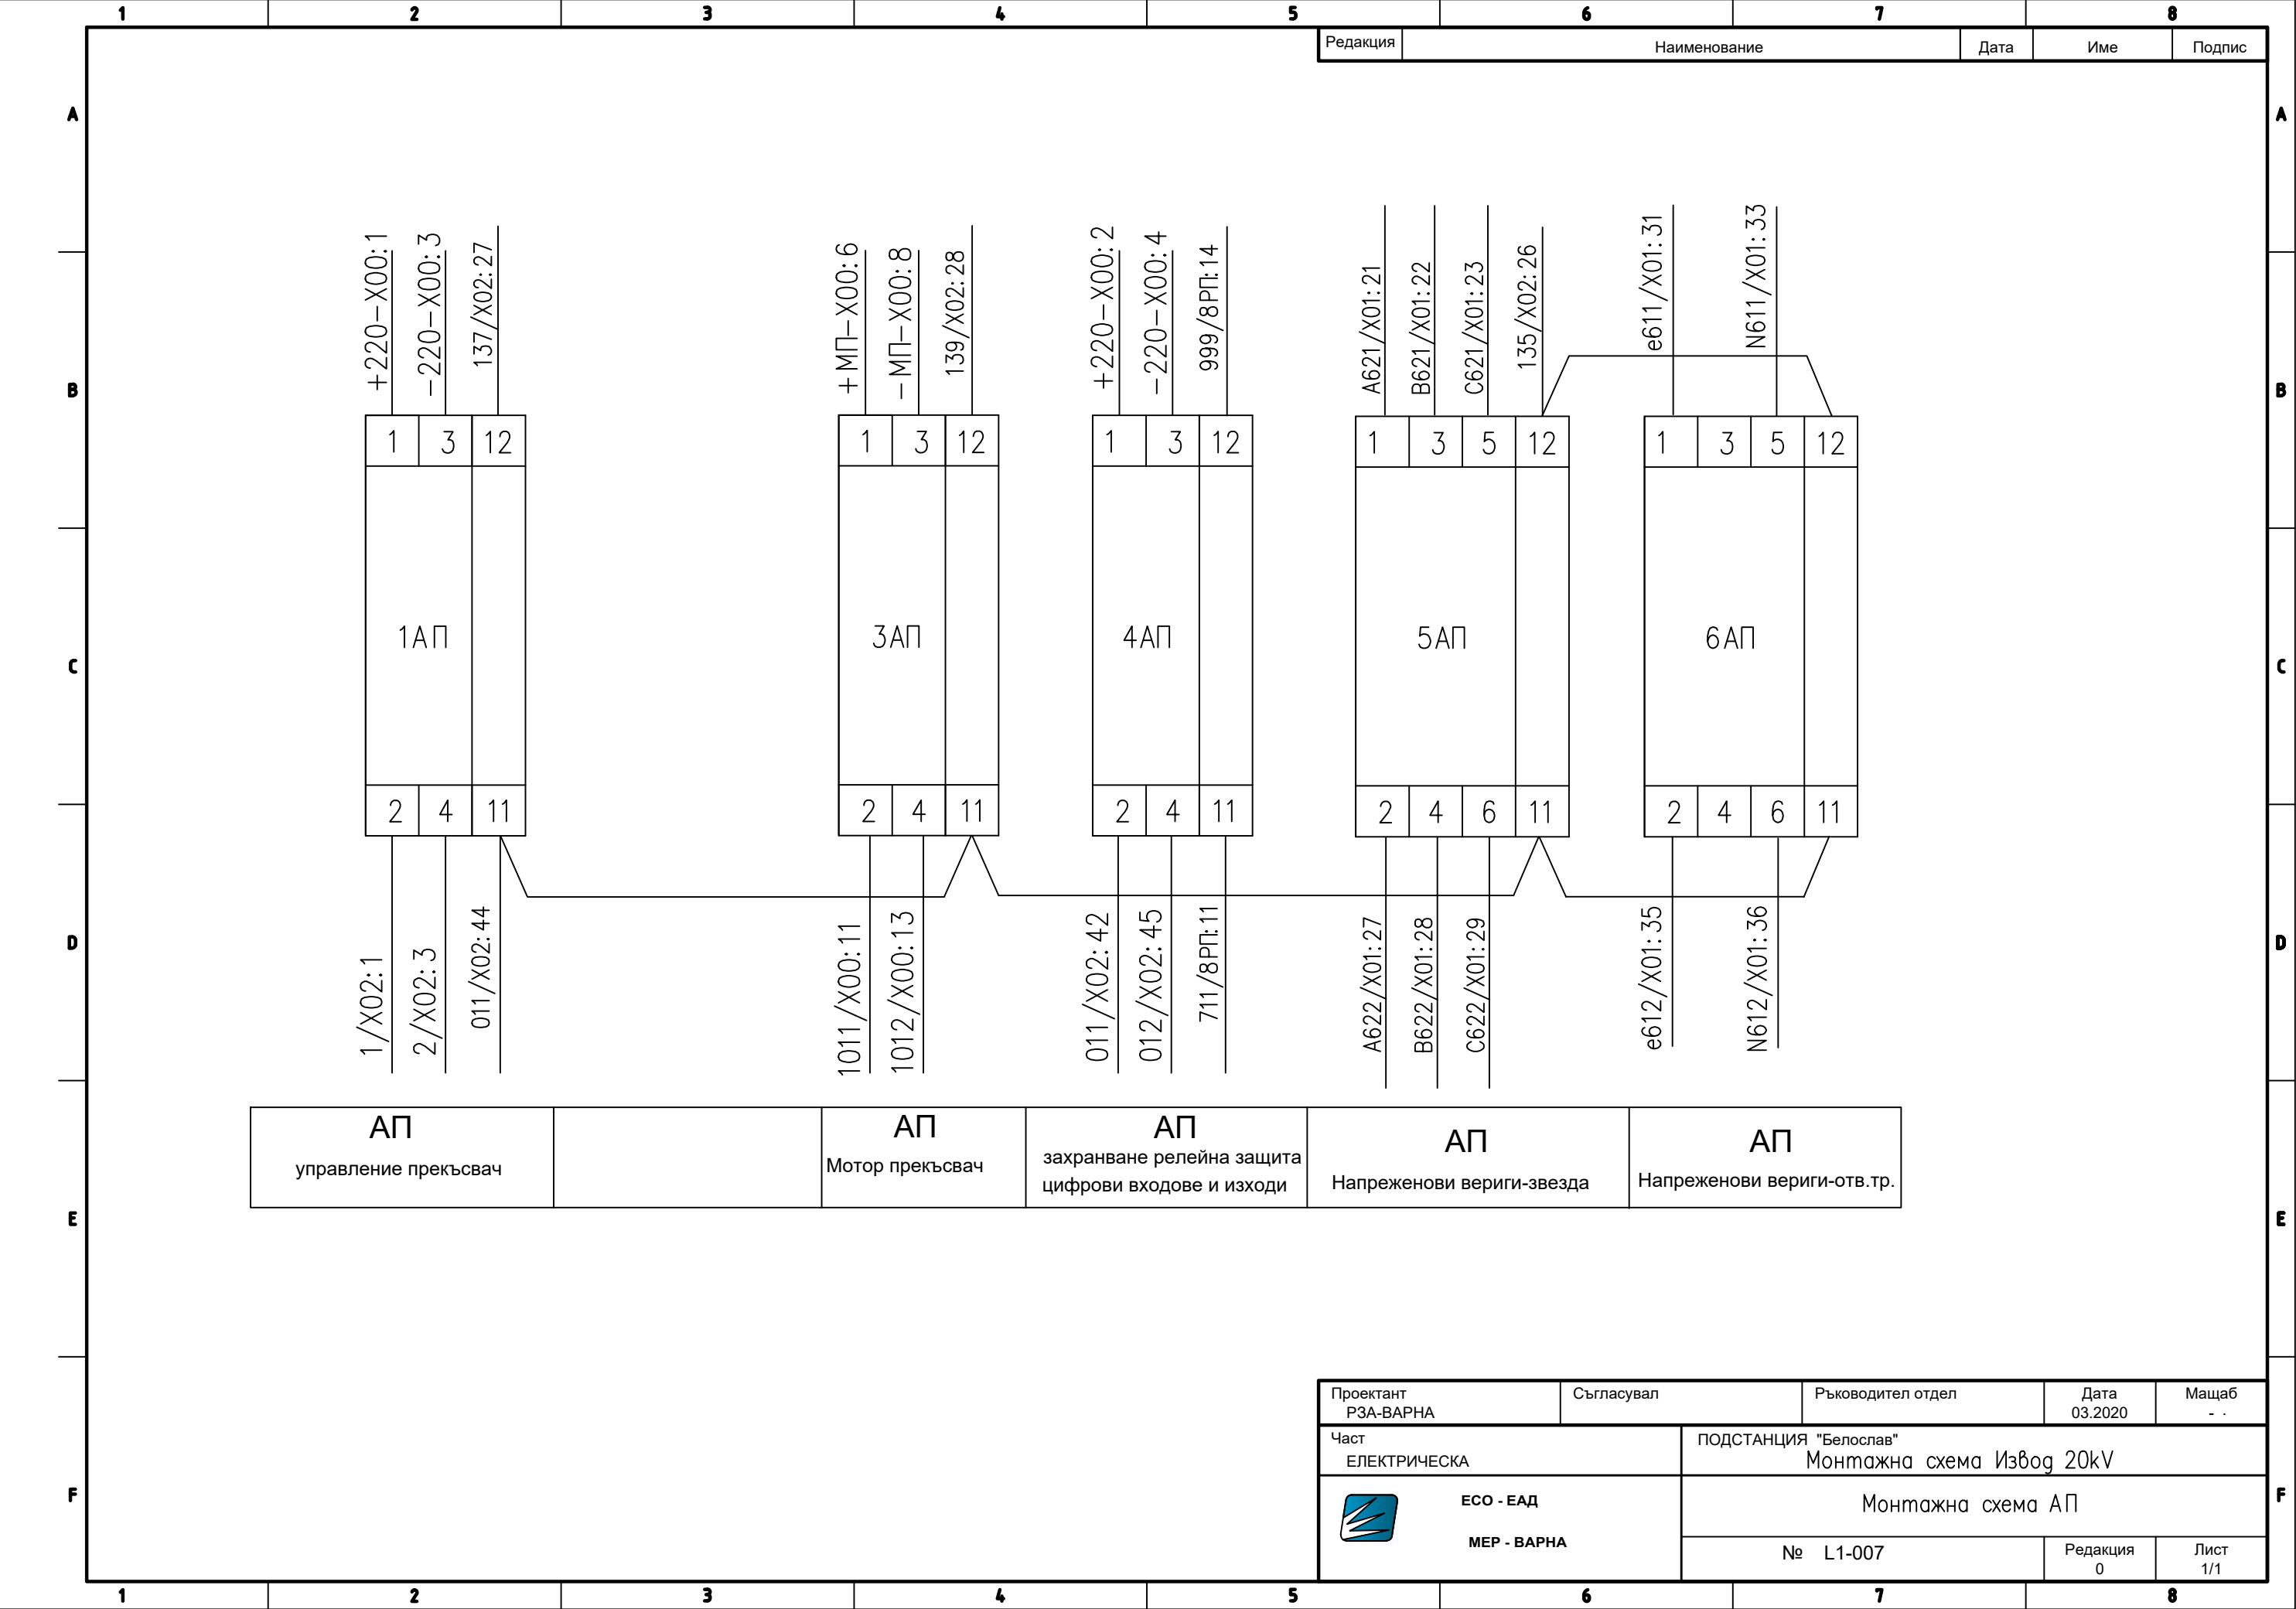 1 2 3 4 5 6 7 8
Редакция Наименование Дата Име Подпис
A A
B B
C C
D D
E E
F F
+220-X00:1
-220-X00:3
137/X02:27
+МП-X00:6
-МП-X00:8
139/X02:28
+220-X00:2
-220-X00:4
999/8РП:14
A621/X01:21
B621/X01:22
C621/X01:23
135/X02:26
e611/X01:31
N611/X01:33
1 3 12
1 3 12
1 3 12
1 3 5 12
1 3 5 12
1АП 3АП 4АП 5АП 6АП
2 4 11
2 4 11
2 4 11
2 4 6 11
2 4 6 11
1/X02:1
2/X02:3
011/X02:44
1011/X00:11
1012/X00:13
011/X02:42
012/X02:45
711/8РП:11
A622/X01:27
B622/X01:28
C622/X01:29
e612/X01:35
N612/X01:36
АП
управление прекъсвач
АП
Мотор прекъсвач
АП
захранване релейна защита
цифрови входове и изходи
АП
Напреженови вериги-звезда
АП
Напреженови вериги-отв.тр.
Проектант
РЗА-ВАРНА
Съгласувал
Ръководител отдел
Дата
03.2020
Мащаб
- .
Част
ЕЛЕКТРИЧЕСКА
ПОДСТАНЦИЯ "Белослав"
Монтажна схема Извод 20kV
ECO - ЕАД
МЕР - ВАРНА
Монтажна схема АП
№ L1-007
Редакция
0
Лист
1/1
1 2 3 4 5 6 7 8